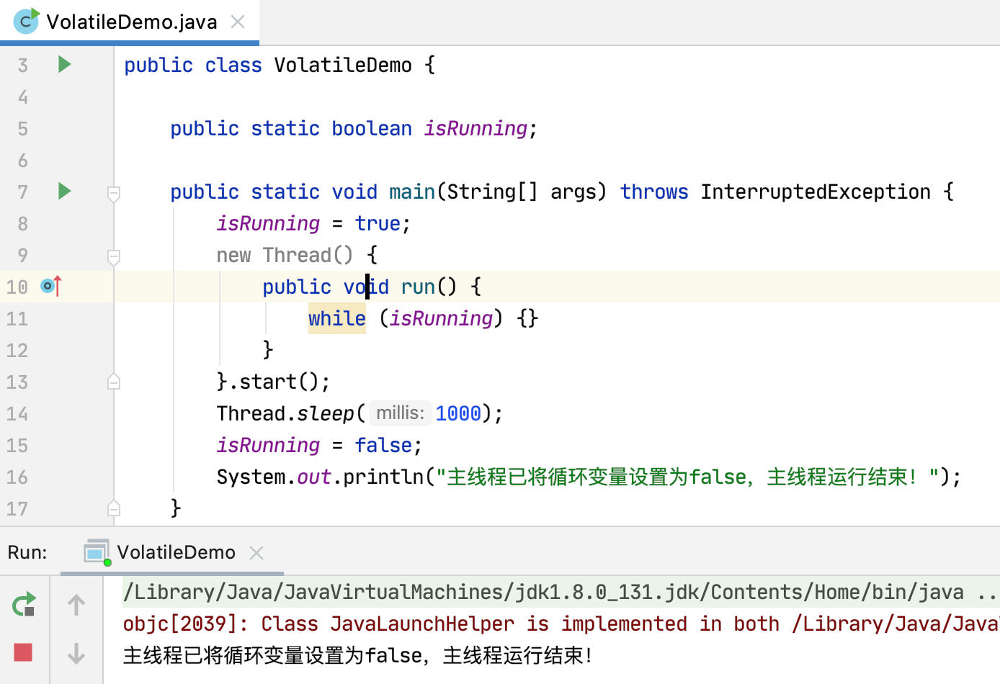 VolatileDemo.java
3 public class VolatileDemo {
4
5 public static boolean isRunning;
6
7 public static void main(String[] args) throws InterruptedException {
8 isRunning = true;
9 new Thread() {
10 public void run() {
11 while (isRunning) {}
12 }
13 }.start();
14 Thread.sleep( millis: 1000);
15 isRunning = false;
16 System.out.println("主线程已将循环变量设置为false，主线程运行结束！");
17 }
Run: VolatileDemo
/Library/Java/JavaVirtualMachines/jdk1.8.0_131.jdk/Contents/Home/bin/java ..
objc[2039]: Class JavaLaunchHelper is implemented in both /Library/Java/Java
主线程已将循环变量设置为false，主线程运行结束！